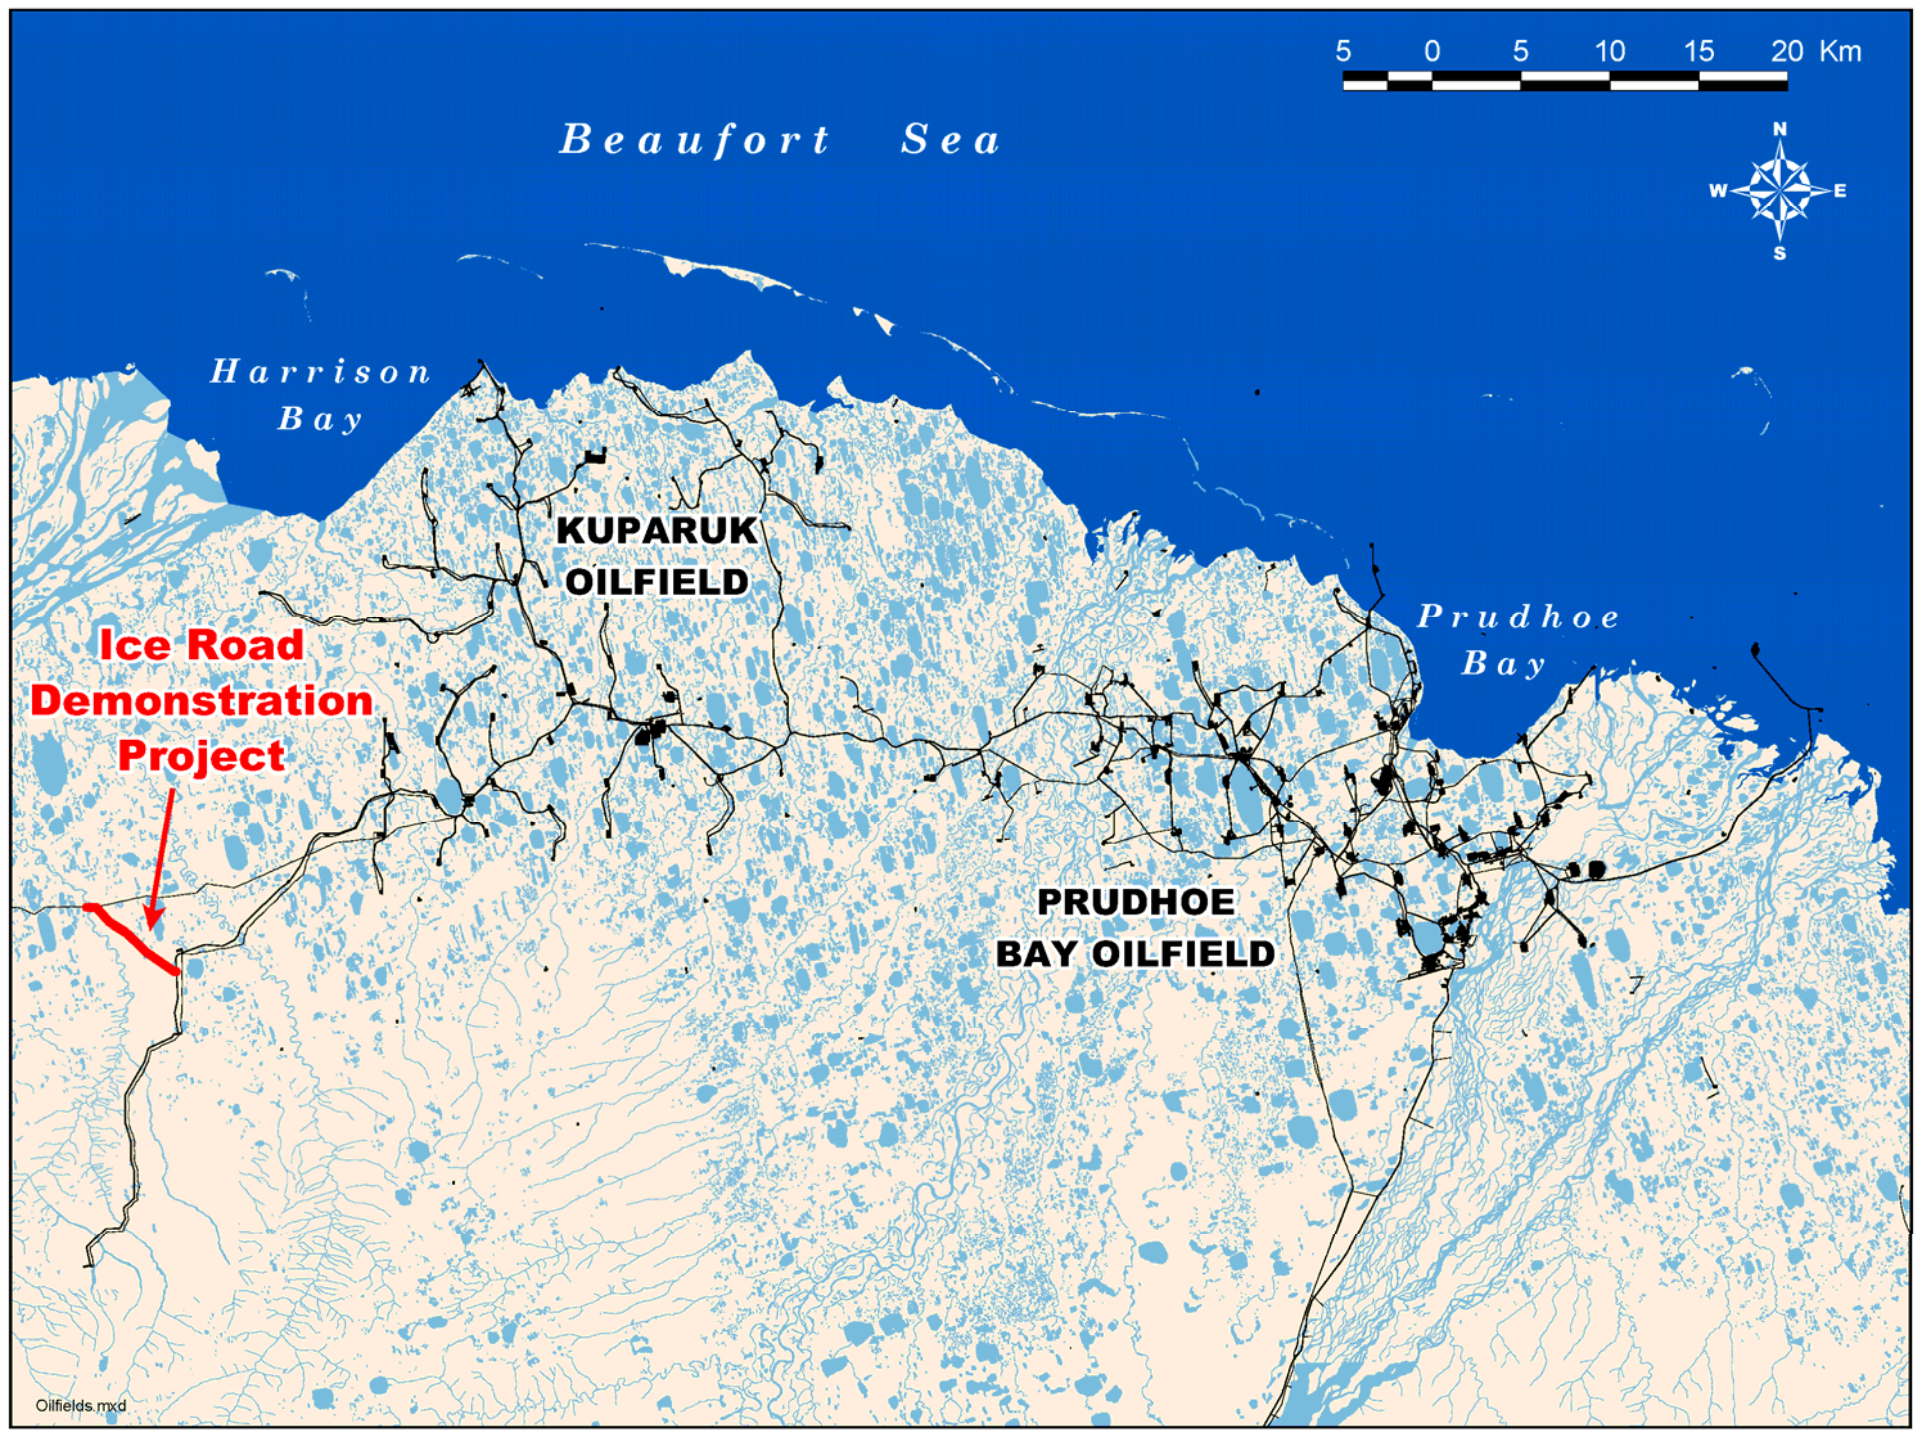 5 0 5 10 15 20 Km
Beaufort Sea
N
W E
S
Harrison
Bay
KUPARUK
OILFIELD
Prudhoe
Bay
Ice Road
Demonstration
Project
PRUDHOE
BAY OILFIELD
Oilfields.mxd